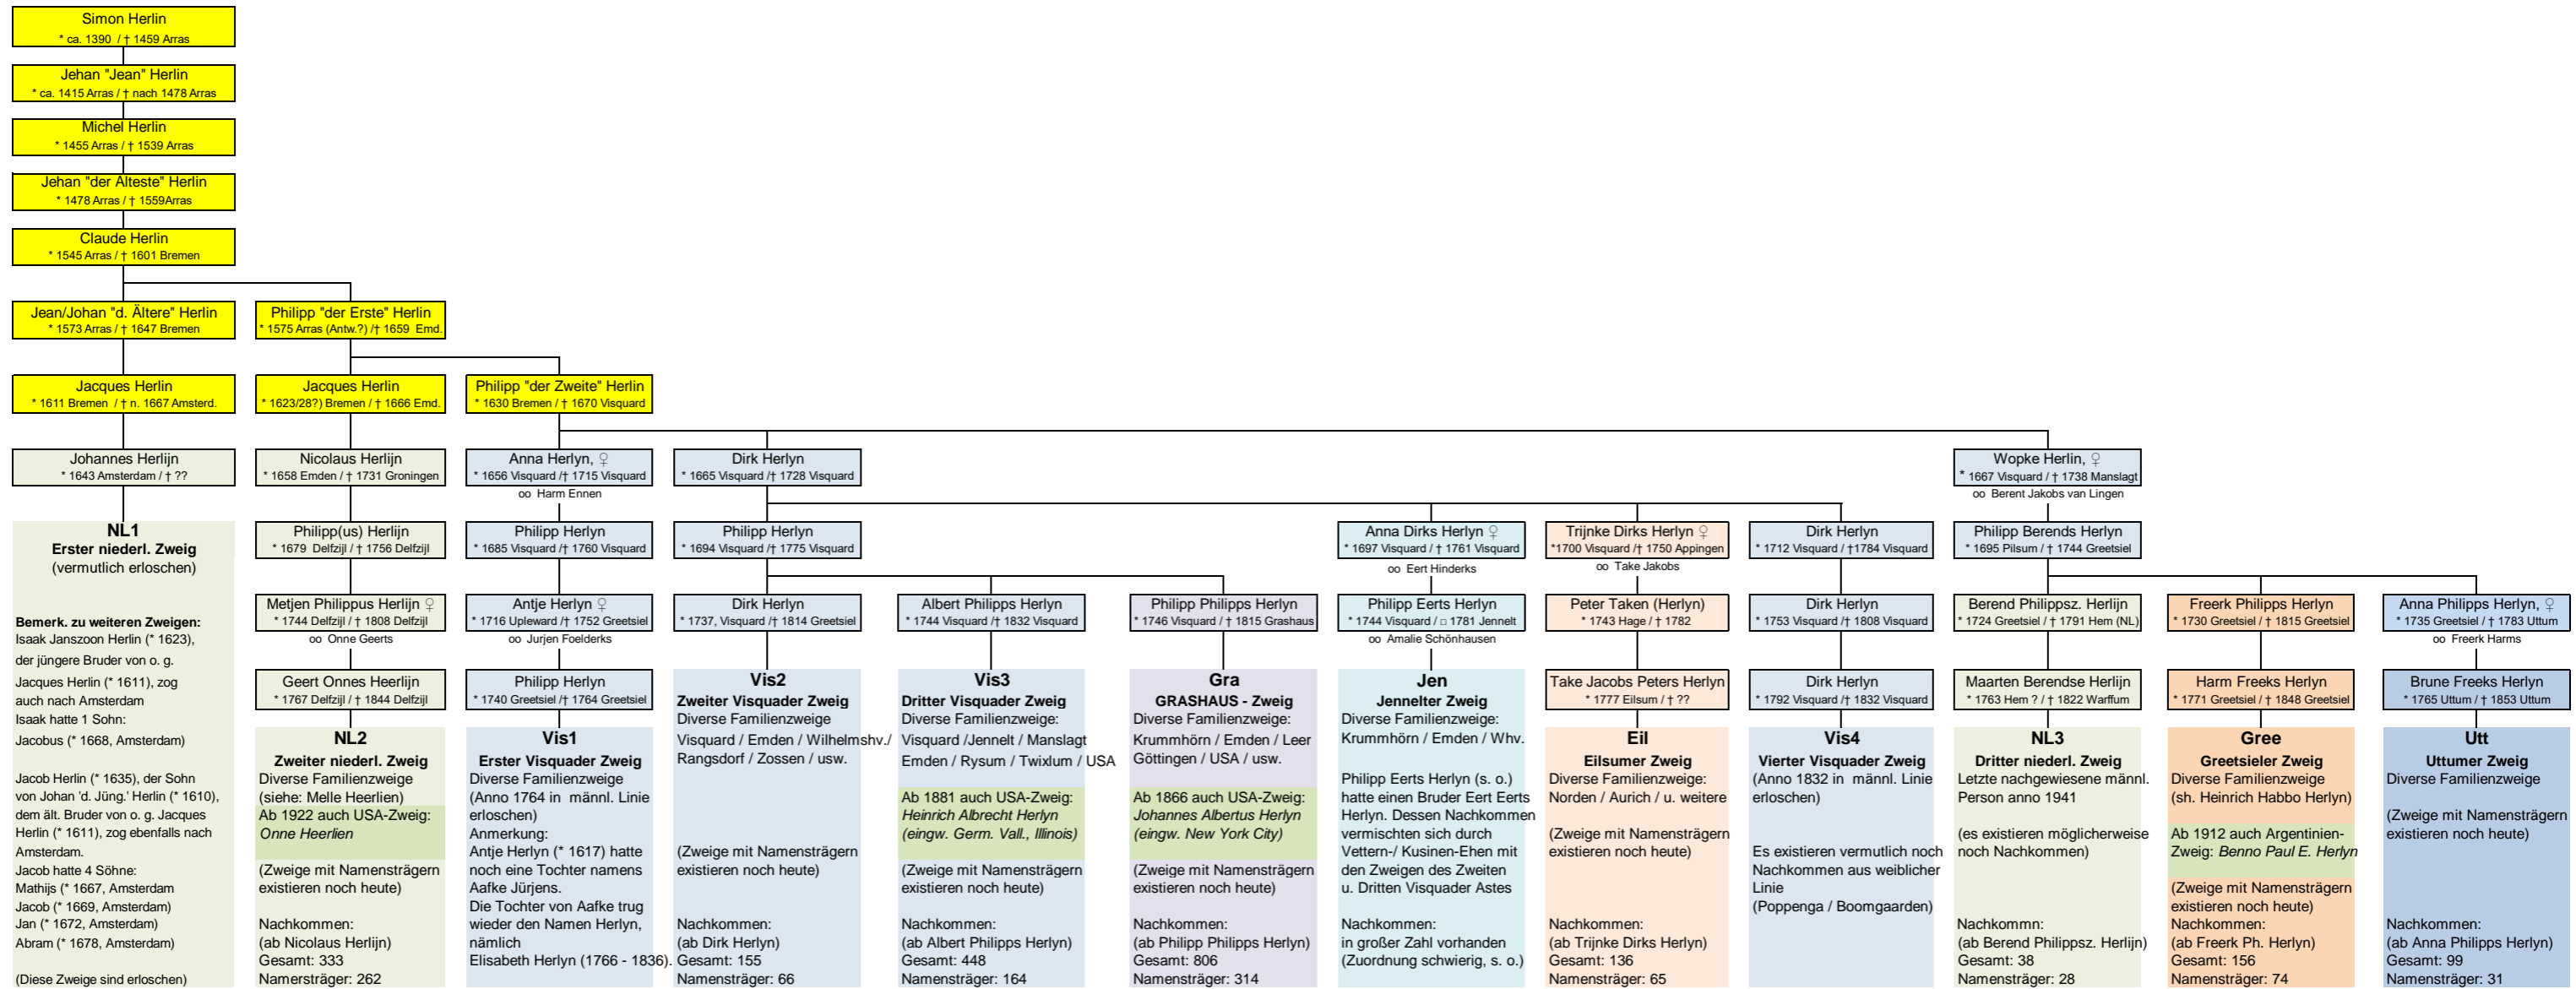 Simon Herlin
* ca. 1390 / † 1459 Arras
Jehan "Jean" Herlin
* ca. 1415 Arras / † nach 1478 Arras
Michel Herlin
* 1455 Arras / † 1539 Arras
Jehan "der Älteste" Herlin
* 1478 Arras / † 1559Arras
Claude Herlin
* 1545 Arras / † 1601 Bremen
Jean/Johan "d. Ältere" Herlin
* 1573 Arras / † 1647 Bremen
Philipp "der Erste" Herlin
* 1575 Arras (Antw.?) /† 1659 Emd.
Jacques Herlin
* 1611 Bremen / † n. 1667 Amsterd.
Jacques Herlin
* 1623/28?) Bremen / † 1666 Emd.
Philipp "der Zweite" Herlin
* 1630 Bremen / † 1670 Visquard
Johannes Herlijn
* 1643 Amsterdam / † ??
Nicolaus Herlijn
* 1658 Emden / † 1731 Groningen
Anna Herlyn, ♀
* 1656 Visquard /† 1715 Visquard
oo Harm Ennen
Dirk Herlyn
* 1665 Visquard /† 1728 Visquard
Wopke Herlin, ♀
* 1667 Visquard / † 1738 Manslagt
oo Berent Jakobs van Lingen
Philipp(us) Herlijn
* 1679 Delfzijl / † 1756 Delfzijl
Philipp Herlyn
* 1685 Visquard /† 1760 Visquard
Philipp Herlyn
* 1694 Visquard /† 1775 Visquard
Anna Dirks Herlyn ♀
* 1697 Visquard / † 1761 Visquard
oo Eert Hinderks
Trijnke Dirks Herlyn ♀
*1700 Visquard /† 1750 Appingen
oo Take Jakobs
Dirk Herlyn
* 1712 Visquard / †1784 Visquard
Philipp Berends Herlyn
* 1695 Pilsum / † 1744 Greetsiel
Metjen Philippus Herlijn ♀
* 1744 Delfzijl / † 1808 Delfzijl
oo Onne Geerts
Antje Herlyn ♀
* 1716 Upleward /† 1752 Greetsiel
oo Jurjen Foelderks
Dirk Herlyn
* 1737, Visquard /† 1814 Greetsiel
Albert Philipps Herlyn
* 1744 Visquard /† 1832 Visquard
Philipp Philipps Herlyn
* 1746 Visquard / † 1815 Grashaus
Philipp Eerts Herlyn
* 1744 Visquard / □ 1781 Jennelt
oo Amalie Schönhausen
Peter Taken (Herlyn)
* 1743 Hage / † 1782
Dirk Herlyn
* 1753 Visquard /† 1808 Visquard
Berend Philippsz. Herlijn
* 1724 Greetsiel / † 1791 Hem (NL)
Freerk Philipps Herlyn
* 1730 Greetsiel / † 1815 Greetsiel
Anna Philipps Herlyn, ♀
* 1735 Greetsiel / † 1783 Uttum
oo Freerk Harms
Geert Onnes Heerlijn
* 1767 Delfzijl / † 1844 Delfzijl
Philipp Herlyn
* 1740 Greetsiel /† 1764 Greetsiel
Take Jacobs Peters Herlyn
* 1777 Eilsum / † ??
Dirk Herlyn
* 1792 Visquard /† 1832 Visquard
Maarten Berendse Herlijn
* 1763 Hem ? / † 1822 Warffum
Harm Freeks Herlyn
* 1771 Greetsiel / † 1848 Greetsiel
Brune Freeks Herlyn
* 1765 Uttum / † 1853 Uttum
NL1
Erster niederl. Zweig
(vermutlich erloschen)
Bemerk. zu weiteren Zweigen:
Isaak Janszoon Herlin (* 1623),
der jüngere Bruder von o. g.
Jacques Herlin (* 1611), zog
auch nach Amsterdam
Isaak hatte 1 Sohn:
Jacobus (* 1668, Amsterdam)
Jacob Herlin (* 1635), der Sohn
von Johan 'd. Jüng.' Herlin (* 1610),
dem ält. Bruder von o. g. Jacques
Herlin (* 1611), zog ebenfalls nach
Amsterdam.
Jacob hatte 4 Söhne:
Mathijs (* 1667, Amsterdam
Jacob (* 1669, Amsterdam)
Jan (* 1672, Amsterdam)
Abram (* 1678, Amsterdam)
(Diese Zweige sind erloschen)
NL2
Zweiter niederl. Zweig
Diverse Familienzweige
(siehe: Melle Heerlien)
Ab 1922 auch USA-Zweig:
Onne Heerlien
(Zweige mit Namensträgern
existieren noch heute)
Nachkommen:
(ab Nicolaus Herlijn)
Gesamt: 333
Namensträger: 262
Vis1
Erster Visquader Zweig
Diverse Familienzweige
(Anno 1764 in männl. Linie
erloschen)
Anmerkung:
Antje Herlyn (* 1617) hatte
noch eine Tochter namens
Aafke Jürjens.
Die Tochter von Aafke trug
wieder den Namen Herlyn,
nämlich
Elisabeth Herlyn (1766 - 1836).
Vis2
Zweiter Visquader Zweig
Diverse Familienzweige
Visquard / Emden / Wilhelmshv./
Rangsdorf / Zossen / usw.
(Zweige mit Namensträgern
existieren noch heute)
Nachkommen:
(ab Dirk Herlyn)
Gesamt: 155
Namensträger: 66
Vis3
Dritter Visquader Zweig
Diverse Familienzweige:
Visquard /Jennelt / Manslagt
Emden / Rysum / Twixlum / USA
Ab 1881 auch USA-Zweig:
Heinrich Albrecht Herlyn
(eingw. Germ. Vall., Illinois)
(Zweige mit Namensträgern
existieren noch heute)
Nachkommen:
(ab Albert Philipps Herlyn)
Gesamt: 448
Namensträger: 164
Gra
GRASHAUS - Zweig
Diverse Familienzweige:
Krummhörn / Emden / Leer
Göttingen / USA / usw.
Ab 1866 auch USA-Zweig:
Johannes Albertus Herlyn
(eingw. New York City)
(Zweige mit Namensträgern
existieren noch heute)
Nachkommen:
(ab Philipp Philipps Herlyn)
Gesamt: 806
Namensträger: 314
Jen
Jennelter Zweig
Diverse Familienzweige:
Krummhörn / Emden / Whv.
Philipp Eerts Herlyn (s. o.)
hatte einen Bruder Eert Eerts
Herlyn. Dessen Nachkommen
vermischten sich durch
Vettern-/ Kusinen-Ehen mit
den Zweigen des Zweiten
u. Dritten Visquader Astes
Nachkommen:
in großer Zahl vorhanden
(Zuordnung schwierig, s. o.)
Eil
Eilsumer Zweig
Diverse Familienzweige:
Norden / Aurich / u. weitere
(Zweige mit Namensträgern
existieren noch heute)
Nachkommen:
(ab Trijnke Dirks Herlyn)
Gesamt: 136
Namensträger: 65
Vis4
Vierter Visquader Zweig
(Anno 1832 in männl. Linie
erloschen)
Es existieren vermutlich noch
Nachkommen aus weiblicher
Linie
(Poppenga / Boomgaarden)
NL3
Dritter niederl. Zweig
Letzte nachgewiesene männl.
Person anno 1941
(es existieren möglicherweise
noch Nachkommen)
Nachkommn:
(ab Berend Philippsz. Herlijn)
Gesamt: 38
Namensträger: 28
Gree
Greetsieler Zweig
Diverse Familienzweige
(sh. Heinrich Habbo Herlyn)
Ab 1912 auch Argentinien-
Zweig: Benno Paul E. Herlyn
(Zweige mit Namensträgern
existieren noch heute)
Nachkommen:
(ab Freerk Ph. Herlyn)
Gesamt: 156
Namensträger: 74
Utt
Uttumer Zweig
Diverse Familienzweige
(Zweige mit Namensträgern
existieren noch heute)
Nachkommen:
(ab Anna Philipps Herlyn)
Gesamt: 99
Namensträger: 31